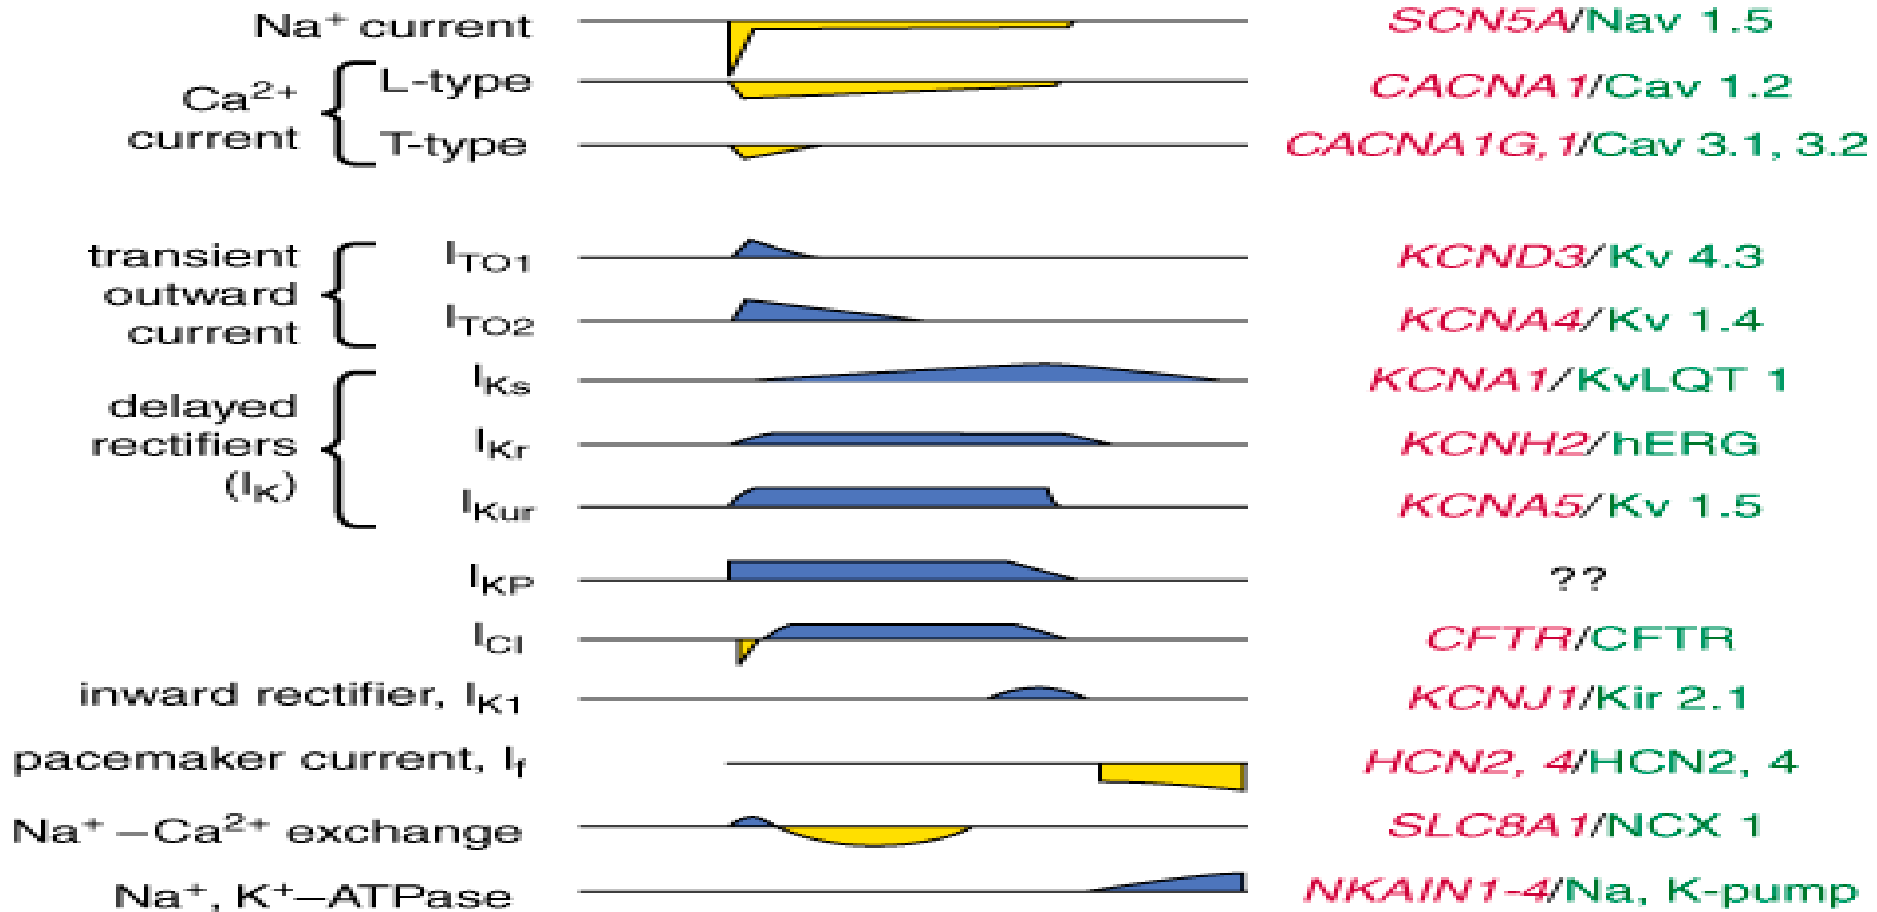 Na⁺ current SCN5A/Nav 1.5
Ca²⁺ current
L-type CACNA1/Cav 1.2
T-type CACNA1G,1/Cav 3.1, 3.2
transient outward current
I_TO1 KCND3/Kv 4.3
I_TO2 KCNA4/Kv 1.4
delayed rectifiers (I_K)
I_Ks KCNA1/KvLQT 1
I_Kr KCNH2/hERG
I_Kur KCNA5/Kv 1.5
I_KP ??
I_Cl CFTR/CFTR
inward rectifier, I_K1 KCNJ1/Kir 2.1
pacemaker current, I_f HCN2, 4/HCN2, 4
Na⁺–Ca²⁺ exchange SLC8A1/NCX 1
Na⁺, K⁺–ATPase NKAIN1-4/Na, K-pump